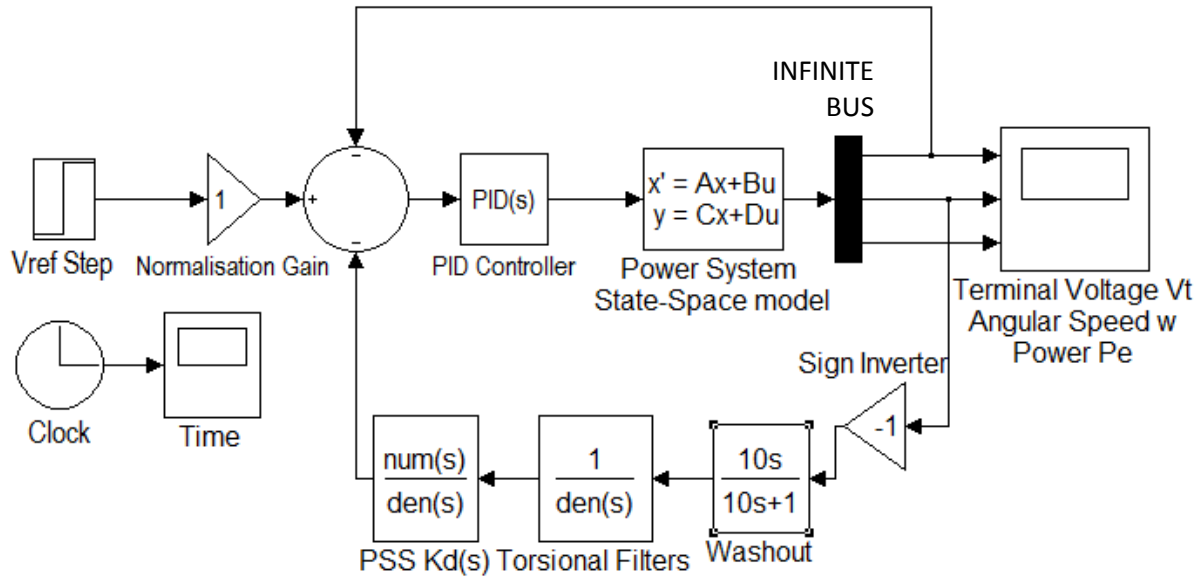 INFINITE
BUS
−
+
−
1
PID(s)
x' = Ax+Bu
y = Cx+Du
Vref Step
Normalisation Gain
PID Controller
Power System
State-Space model
Terminal Voltage Vt
Angular Speed w
Power Pe
Sign Inverter
-1
Clock
Time
num(s)
den(s)
1
den(s)
10s
10s+1
PSS Kd(s)
Torsional Filters
Washout